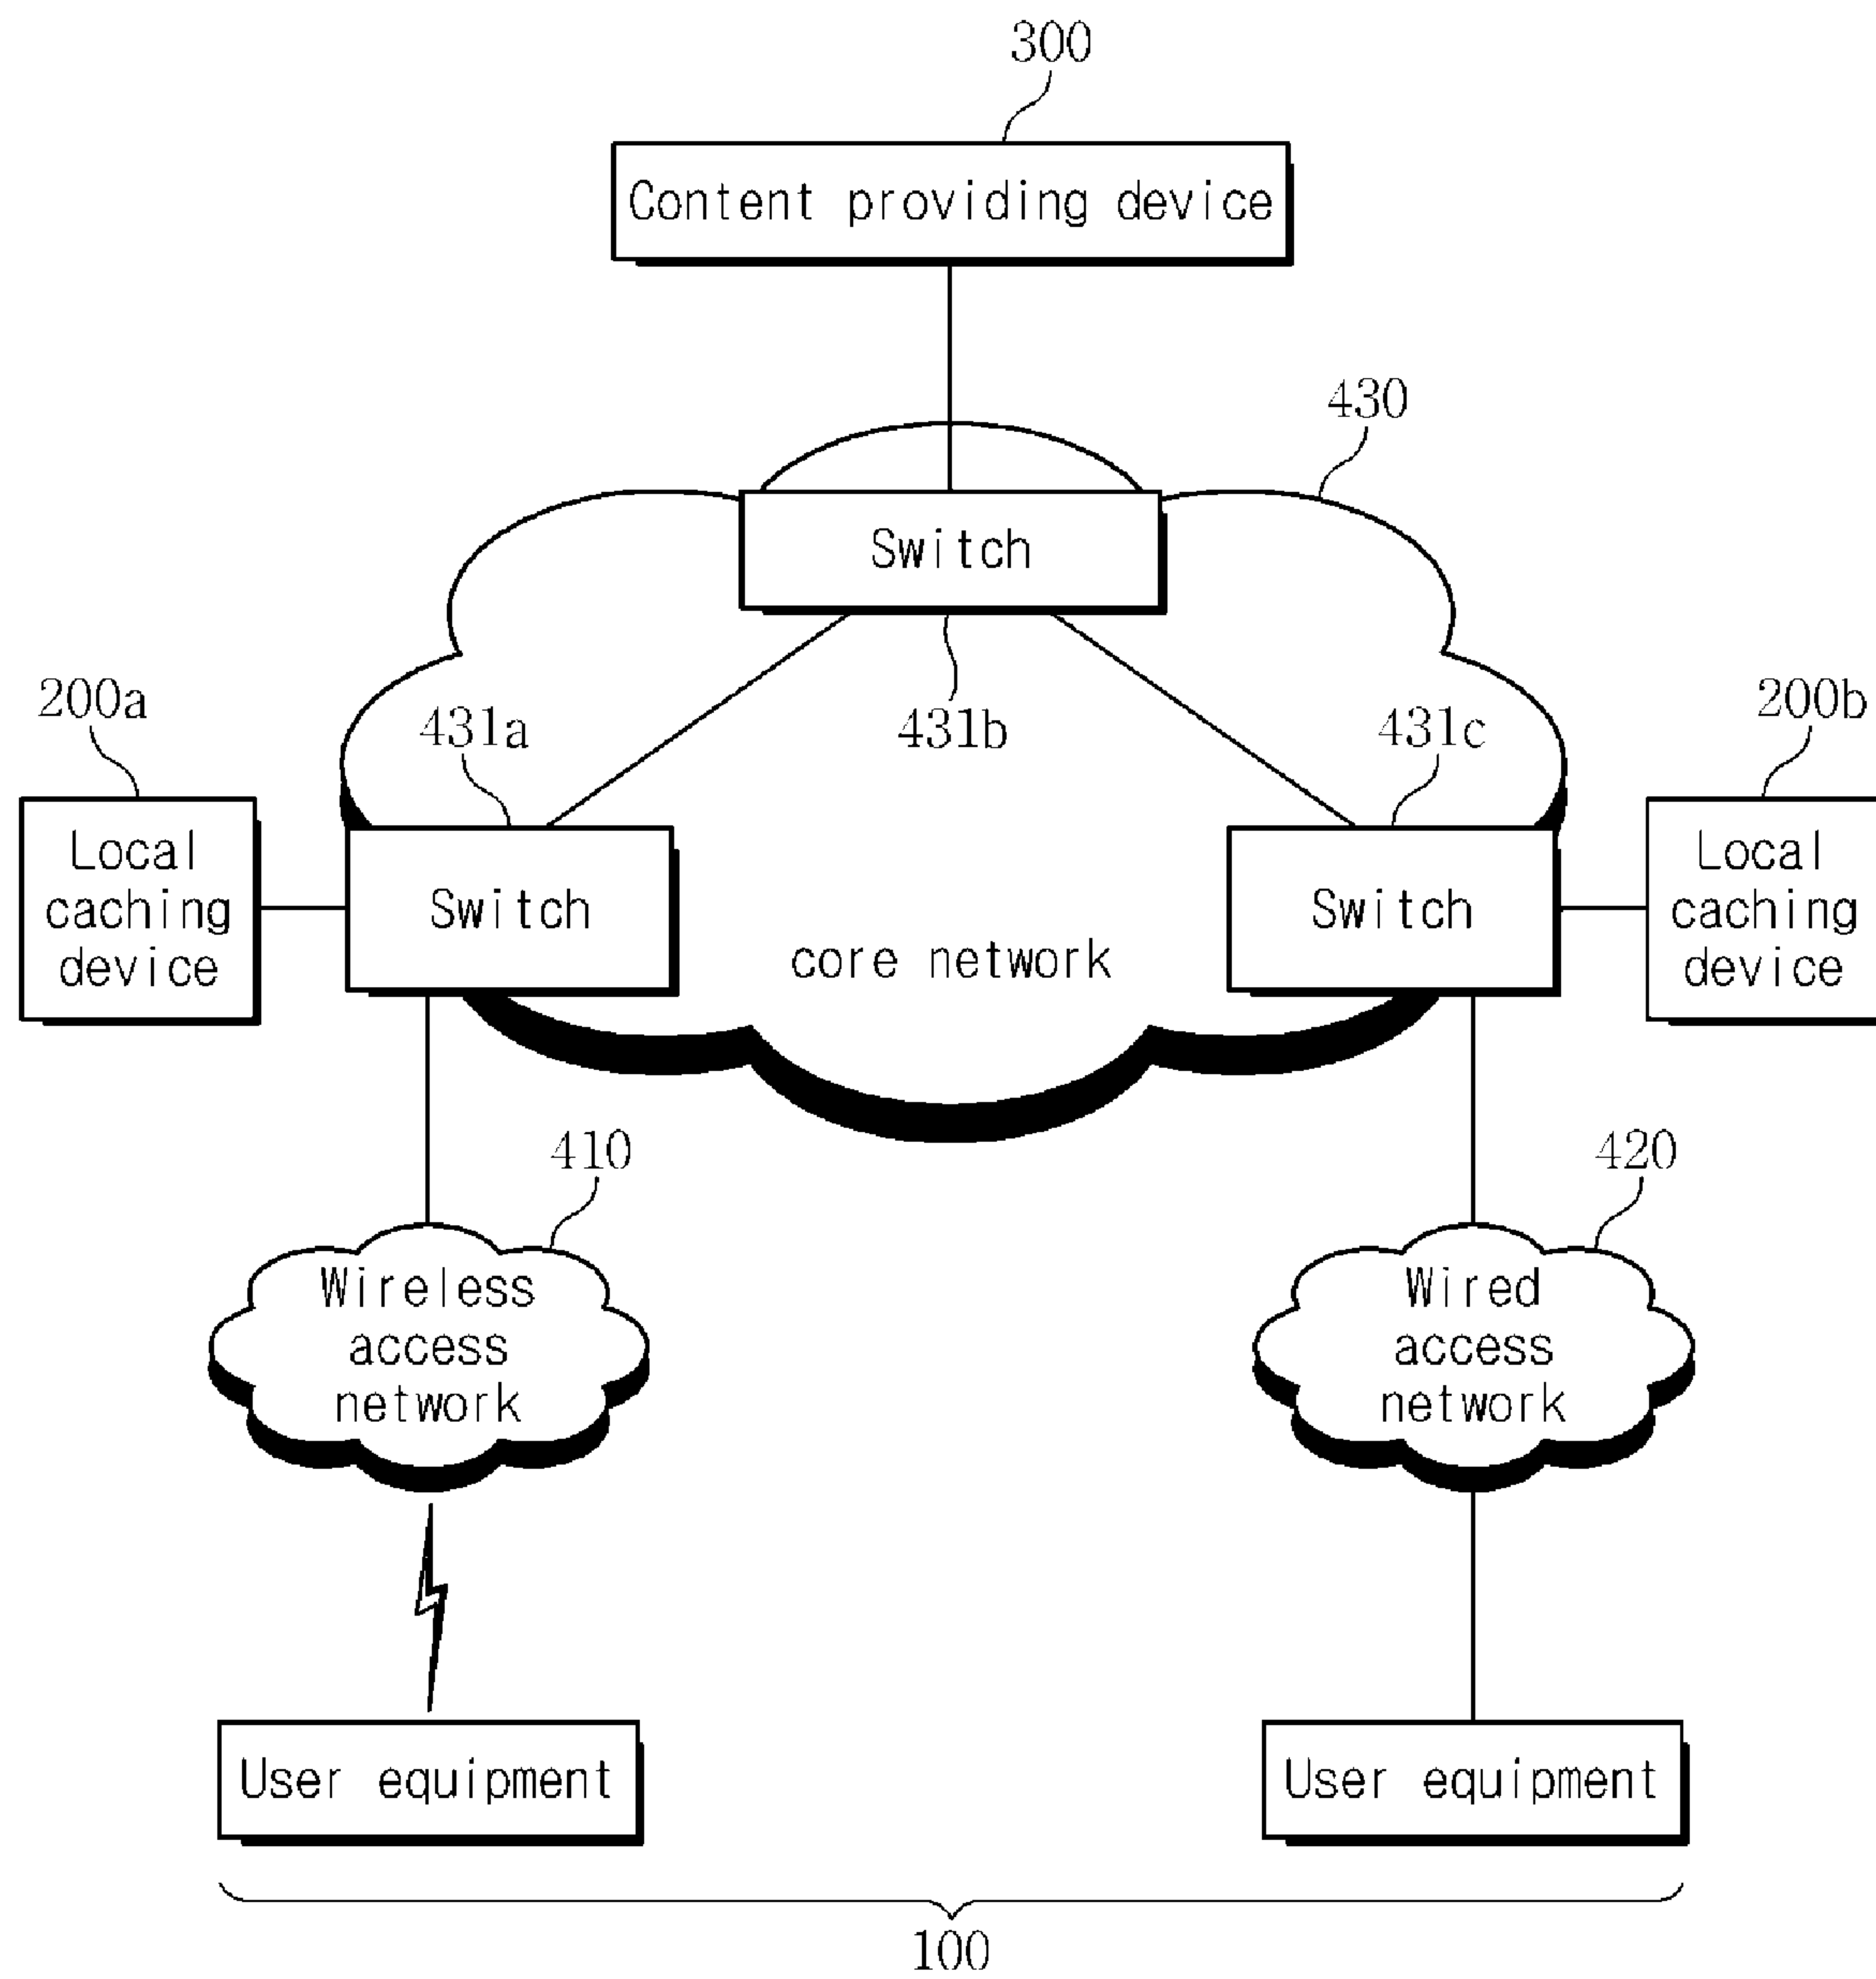 300
Content providing device
430
Switch
200a
431a
431b
431c
200b
Local
caching
device
Switch
core network
Switch
Local
caching
device
410
420
Wireless
access
network
Wired
access
network
User equipment
User equipment
100